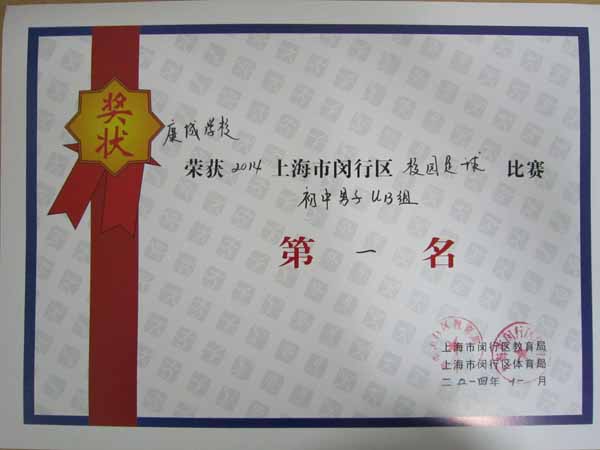 奖状
康城学校
荣获 2014 上海市闵行区 校园足球 比赛
初中男子U13组
第 一 名
上海市闵行区教育局
上海市闵行区体育局
二〇一四年十一月